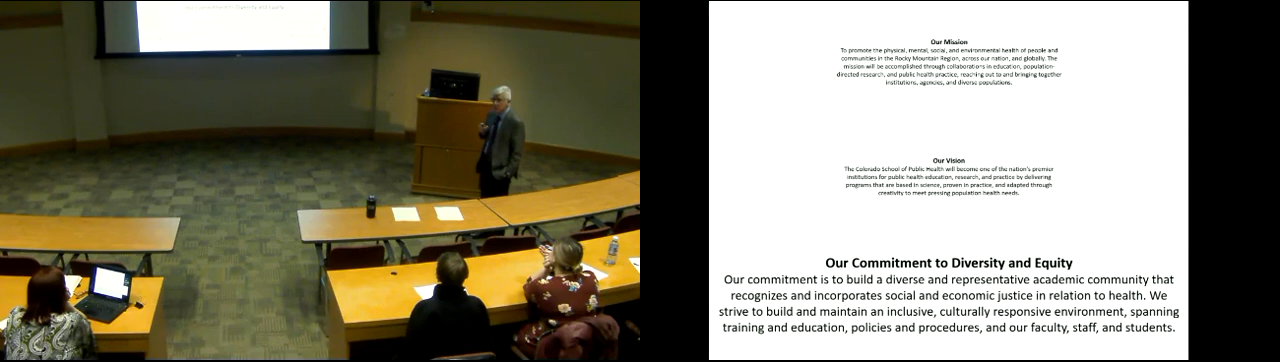 Our Mission
To promote the physical, mental, social, and environmental health of people and
communities in the Rocky Mountain Region, across our nation, and globally. The
mission will be accomplished through collaborations in education, population-
directed research, and public health practice, reaching out to and bringing together
institutions, agencies, and diverse populations.
Our Vision
The Colorado School of Public Health will become one of the nation's premier
institutions for public health education, research, and practice by delivering
programs that are based in science, proven in practice, and adapted through
creativity to meet pressing population health needs.
Our Commitment to Diversity and Equity
Our commitment is to build a diverse and representative academic community that
recognizes and incorporates social and economic justice in relation to health. We
strive to build and maintain an inclusive, culturally responsive environment, spanning
training and education, policies and procedures, and our faculty, staff, and students.